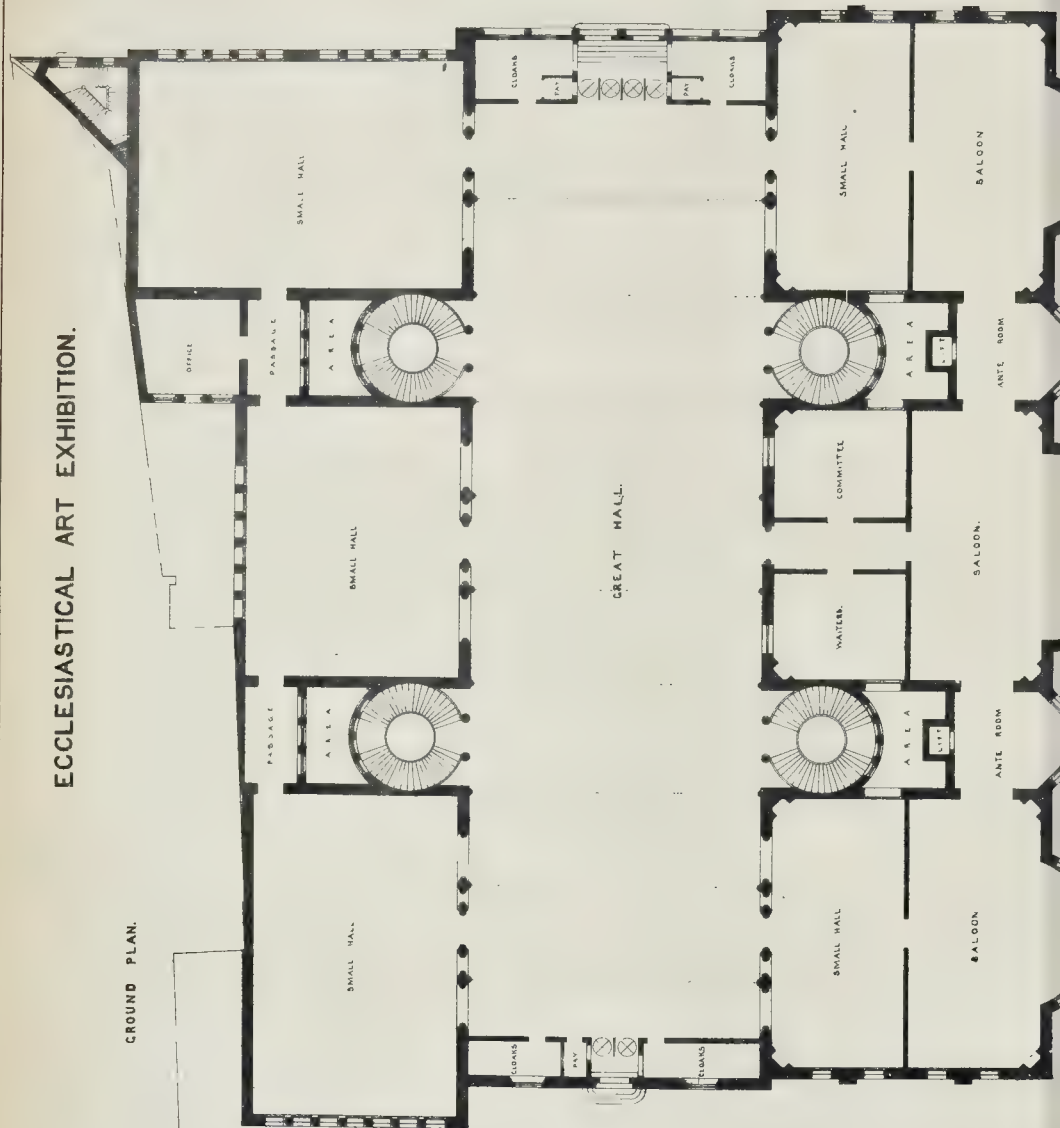 ECCLESIASTICAL ART EXHIBITION.
GROUND PLAN.
CLOAKS
PAY
PAY
CLOAKS
SMALL HALL
SMALL HALL
SALOON
OFFICE
PASSAGE
AREA
AREA
LIFT
ANTE ROOM
SMALL HALL
GREAT HALL.
COMMITTEE
WAITERS.
SALOON.
PASSAGE
AREA
AREA
LIFT
ANTE ROOM
SMALL HALL
SMALL HALL
SALOON
CLOAKS
PAY
CLOAKS